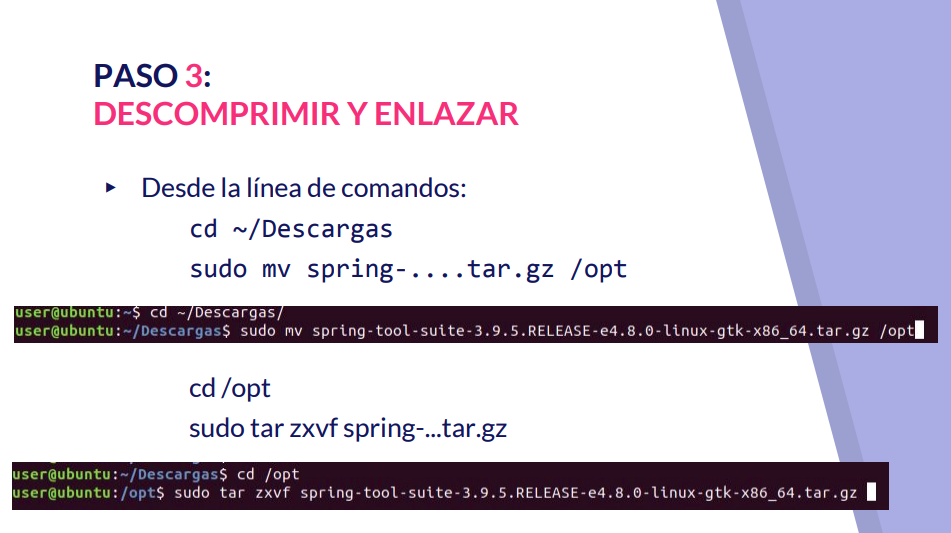 PASO 3:
DESCOMPRIMIR Y ENLAZAR
▸ Desde la línea de comandos:
cd ~/Descargas
sudo mv spring-....tar.gz /opt
user@ubuntu:~$ cd ~/Descargas/
user@ubuntu:~/Descargas$ sudo mv spring-tool-suite-3.9.5.RELEASE-e4.8.0-linux-gtk-x86_64.tar.gz /opt
cd /opt
sudo tar zxvf spring-...tar.gz
user@ubuntu:~/Descargas$ cd /opt
user@ubuntu:/opt$ sudo tar zxvf spring-tool-suite-3.9.5.RELEASE-e4.8.0-linux-gtk-x86_64.tar.gz